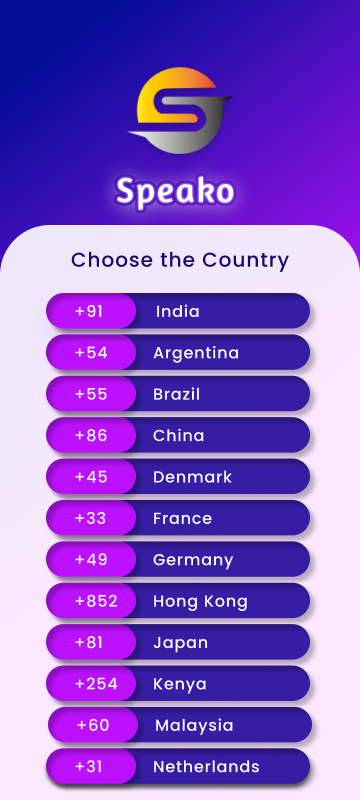 Speako
Choose the Country
+91 India
+54 Argentina
+55 Brazil
+86 China
+45 Denmark
+33 France
+49 Germany
+852 Hong Kong
+81 Japan
+254 Kenya
+60 Malaysia
+31 Netherlands